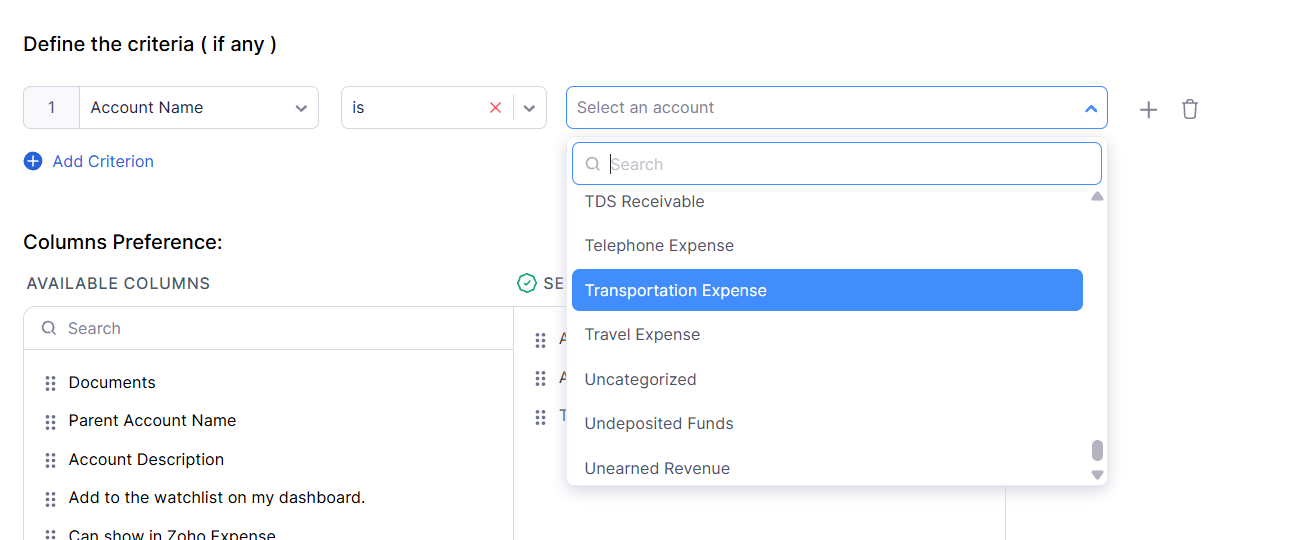 Define the criteria ( if any )
1 Account Name is Select an account
Add Criterion
Search
TDS Receivable
Telephone Expense
Transportation Expense
Travel Expense
Uncategorized
Undeposited Funds
Unearned Revenue
Columns Preference:
AVAILABLE COLUMNS
Search
Documents
Parent Account Name
Account Description
Add to the watchlist on my dashboard.
Can show in Zoho Expense